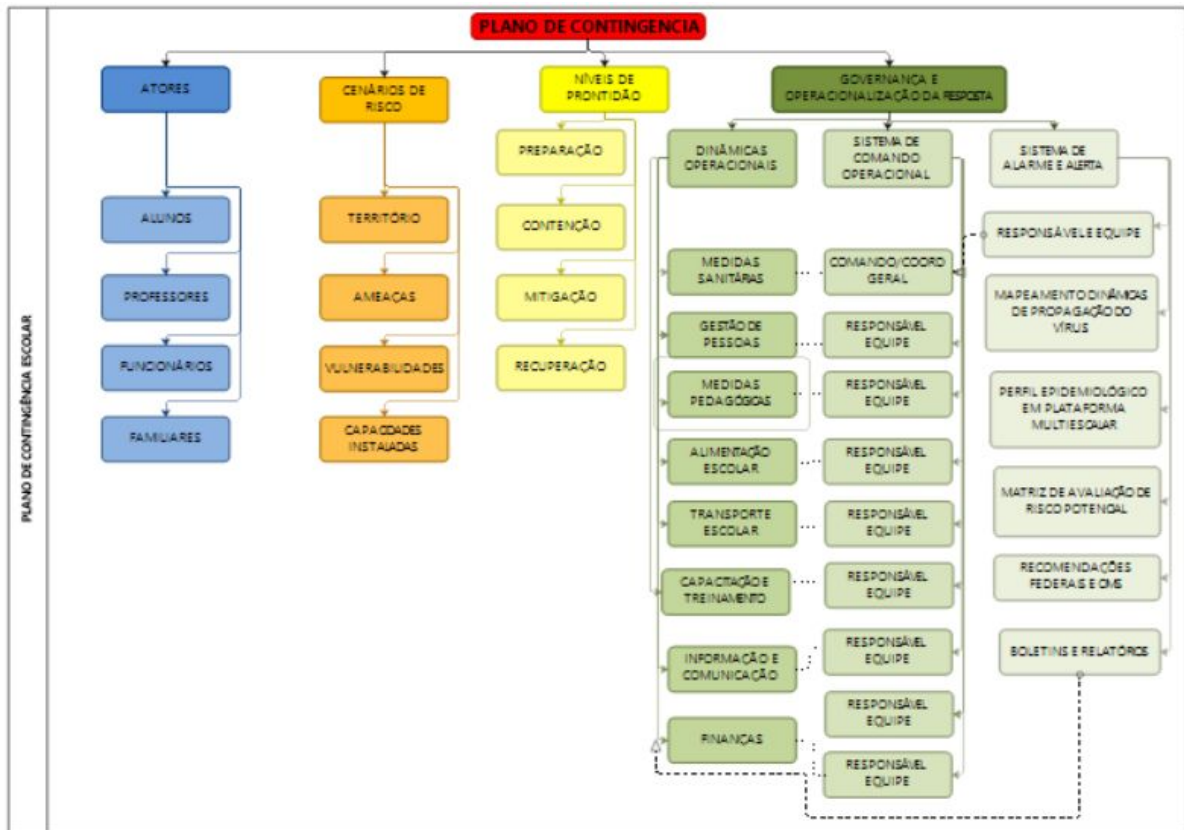 PLANO DE CONTINGÊNCIA ESCOLAR
PLANO DE CONTINGENCIA
ATORES
ALUNOS
PROFESSORES
FUNCIONÁRIOS
FAMILIARES
CENÁRIOS DE
RISCO
TERRITÓRIO
AMEAÇAS
VULNERABILIDADES
CAPACIDADES
INSTALADAS
NÍVEIS DE
PRONTIDÃO
PREPARAÇÃO
CONTENÇÃO
MITIGAÇÃO
RECUPERAÇÃO
GOVERNANÇA E
OPERACIONALIZAÇÃO DA RESPOSTA
DINÂMICAS
OPERACIONAIS
MEDIDAS
SANITÁRIAS
GESTÃO DE
PESSOAS
MEDIDAS
PEDAGÓGICAS
ALIMENTAÇÃO
ESCOLAR
TRANSPORTE
ESCOLAR
CAPACITAÇÃO E
TREINAMENTO
INFORMAÇÃO E
COMUNICAÇÃO
FINANÇAS
SISTEMA DE
COMANDO
OPERACIONAL
COMANDO/COORD
GERAL
RESPONSÁVEL
EQUIPE
RESPONSÁVEL
EQUIPE
RESPONSÁVEL
EQUIPE
RESPONSÁVEL
EQUIPE
RESPONSÁVEL
EQUIPE
RESPONSÁVEL
EQUIPE
RESPONSÁVEL
EQUIPE
RESPONSÁVEL
EQUIPE
SISTEMA DE
ALARME E ALERTA
RESPONSÁVEL E EQUIPE
MAPEAMENTO DINÂMICAS
DE PROPAGAÇÃO DO
VÍRUS
PERFIL EPIDEMIOLÓGICO
EM PLATAFORMA
MULTIESCALAR
MATRIZ DE AVALIAÇÃO DE
RISCO POTENCIAL
RECOMENDAÇÕES
FEDERAIS E OMS
BOLETINS E RELATÓRIOS